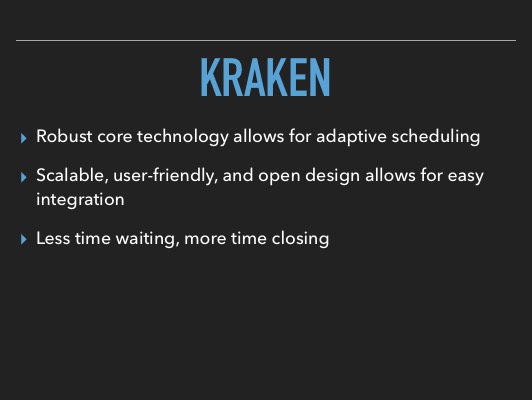 KRAKEN
Robust core technology allows for adaptive scheduling
Scalable, user-friendly, and open design allows for easy
integration
Less time waiting, more time closing